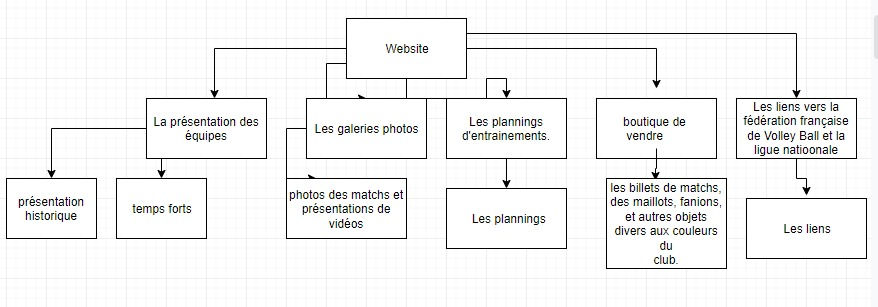 Website
La présentation des
équipes
Les galeries photos
Les plannings
d'entrainements.
boutique de
vendre
Les liens vers la
fédération française
de Volley Ball et la
ligue natioonale
présentation
historique
temps forts
photos des matchs et
présentations de
vidéos
Les plannings
les billets de matchs,
des maillots, fanions,
et autres objets
divers aux couleurs
du
club.
Les liens